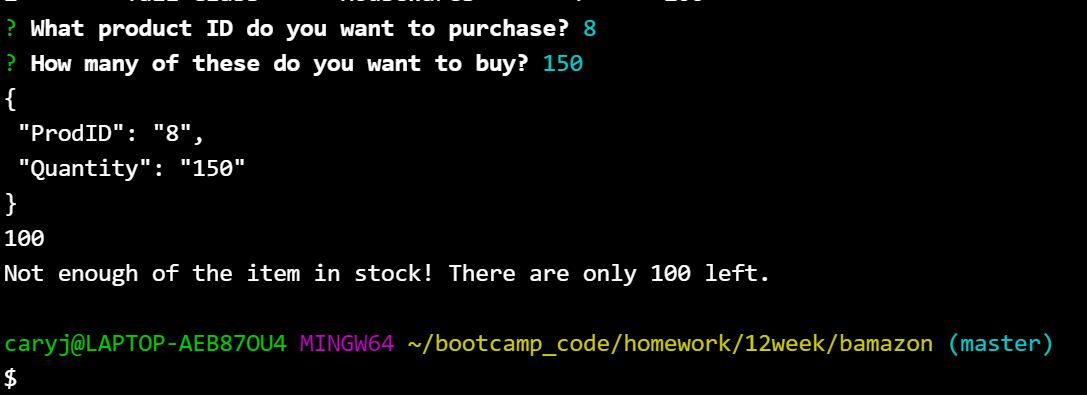 ? What product ID do you want to purchase? 8
? How many of these do you want to buy? 150
{
 "ProdID": "8",
 "Quantity": "150"
}
100
Not enough of the item in stock! There are only 100 left.
caryj@LAPTOP-AEB87OU4 MINGW64 ~/bootcamp_code/homework/12week/bamazon (master)
$